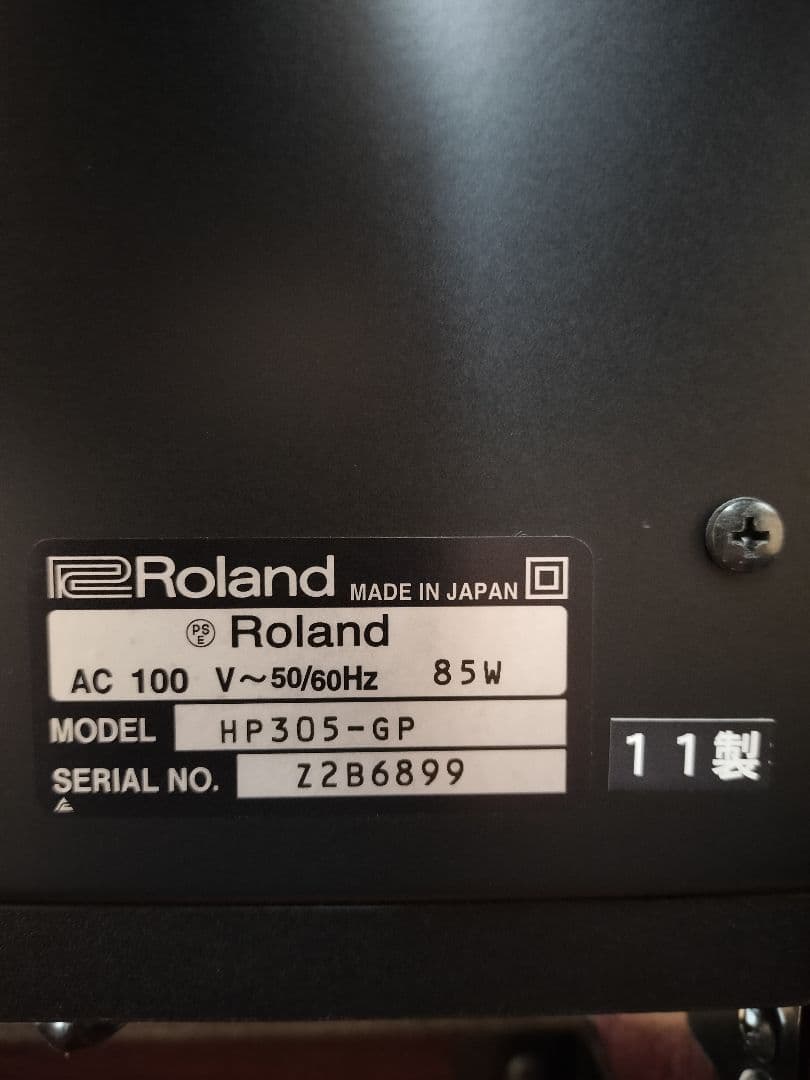 Roland MADE IN JAPAN
PSE Roland
AC 100 V～50/60Hz 85W
MODEL HP305-GP
SERIAL NO. Z2B6899
11製